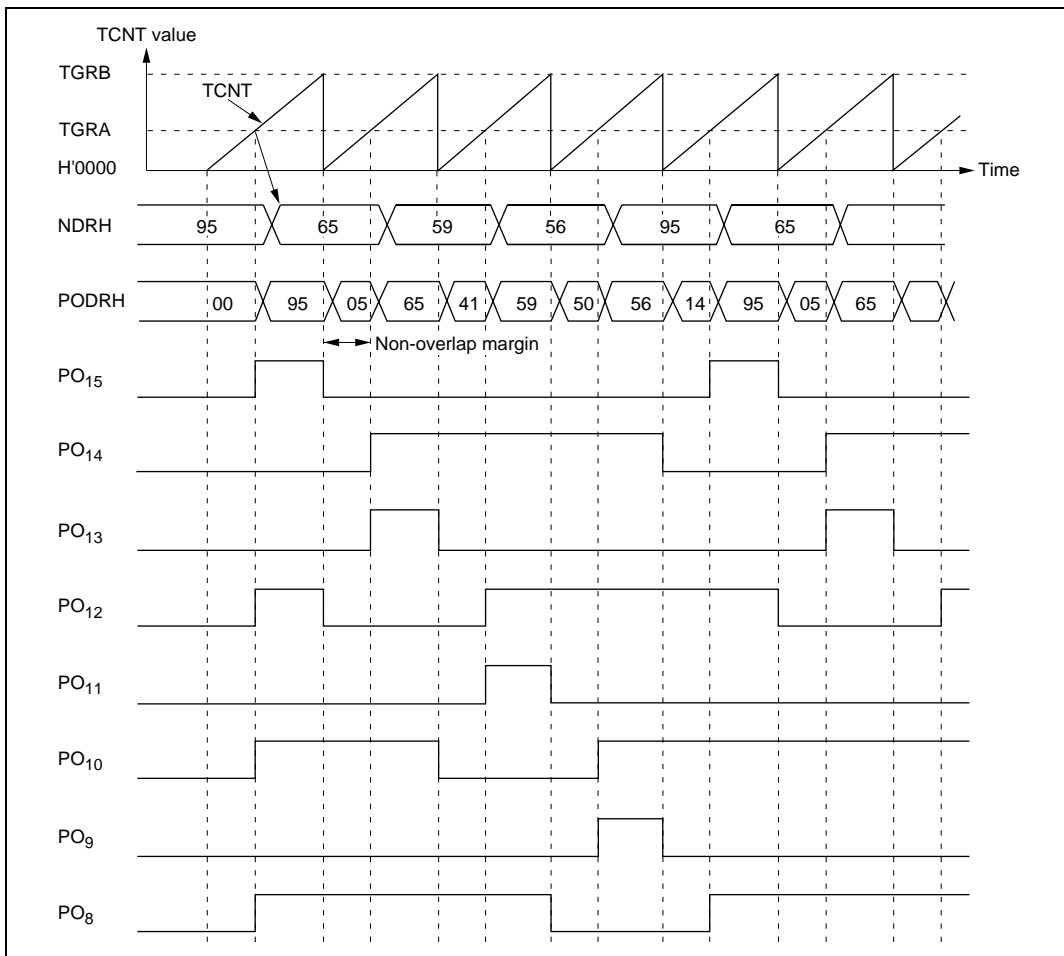 TCNT value
TGRB
TCNT
TGRA
H'0000
Time
NDRH 95 65 59 56 95 65
PODRH 00 95 05 65 41 59 50 56 14 95 05 65
Non-overlap margin
PO15
PO14
PO13
PO12
PO11
PO10
PO9
PO8